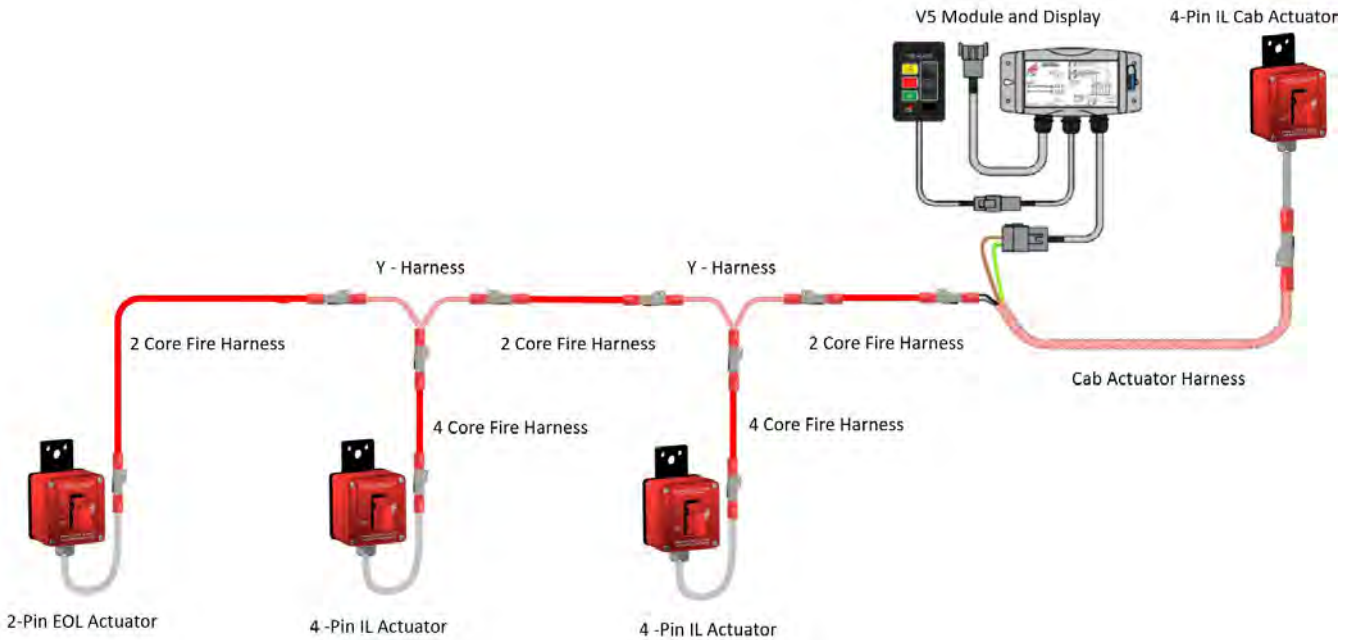 V5 Module and Display
4-Pin IL Cab Actuator
Y - Harness
Y - Harness
2 Core Fire Harness
2 Core Fire Harness
2 Core Fire Harness
Cab Actuator Harness
4 Core Fire Harness
4 Core Fire Harness
2-Pin EOL Actuator
4 -Pin IL Actuator
4 -Pin IL Actuator